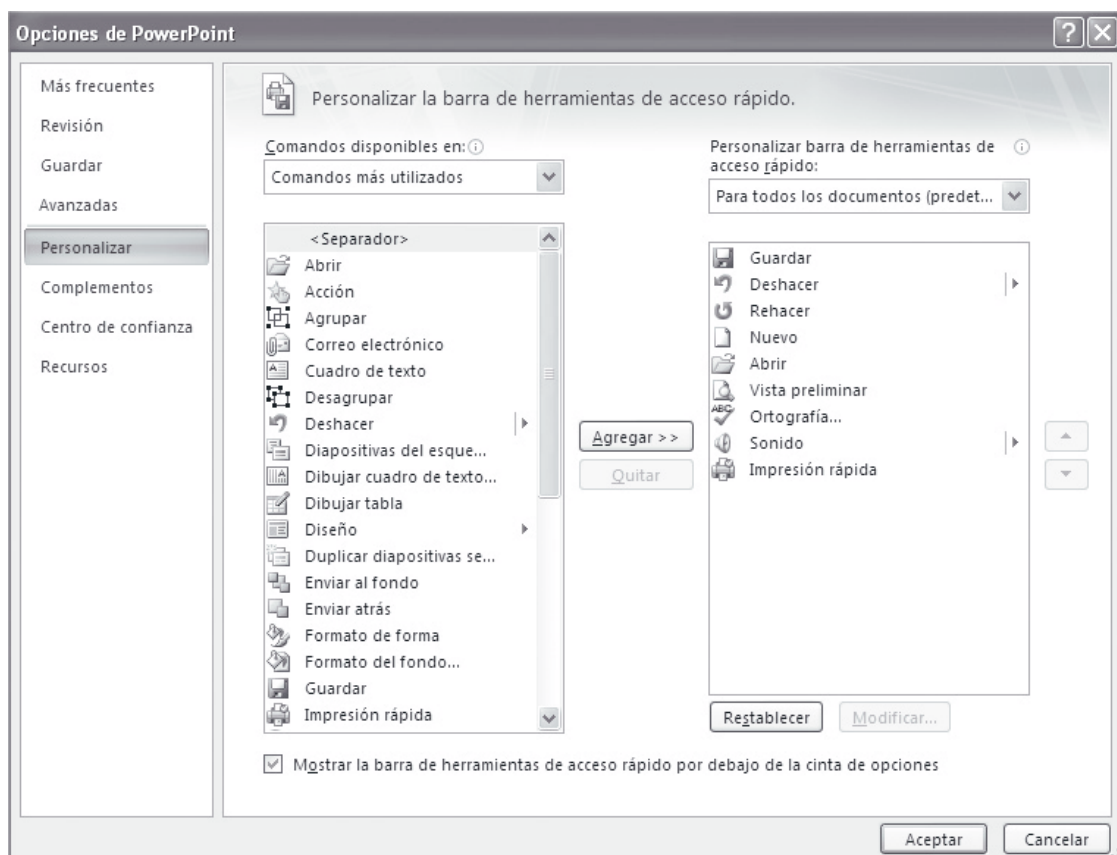 Opciones de PowerPoint
Más frecuentes
Revisión
Guardar
Avanzadas
Personalizar
Complementos
Centro de confianza
Recursos
Personalizar la barra de herramientas de acceso rápido.
Comandos disponibles en:
Comandos más utilizados
<Separador>
Abrir
Acción
Agrupar
Correo electrónico
Cuadro de texto
Desagrupar
Deshacer
Diapositivas del esque...
Dibujar cuadro de texto...
Dibujar tabla
Diseño
Duplicar diapositivas se...
Enviar al fondo
Enviar atrás
Formato de forma
Formato del fondo...
Guardar
Impresión rápida
Agregar >>
Quitar
Personalizar barra de herramientas de
acceso rápido:
Para todos los documentos (predet...
Guardar
Deshacer
Rehacer
Nuevo
Abrir
Vista preliminar
ABC
Ortografía...
Sonido
Impresión rápida
Restablecer
Modificar...
Mostrar la barra de herramientas de acceso rápido por debajo de la cinta de opciones
Aceptar
Cancelar